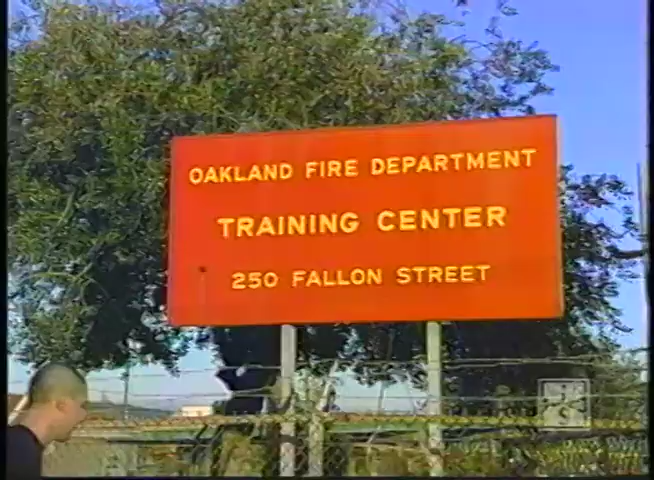 OAKLAND FIRE DEPARTMENT
TRAINING CENTER
250 FALLON STREET